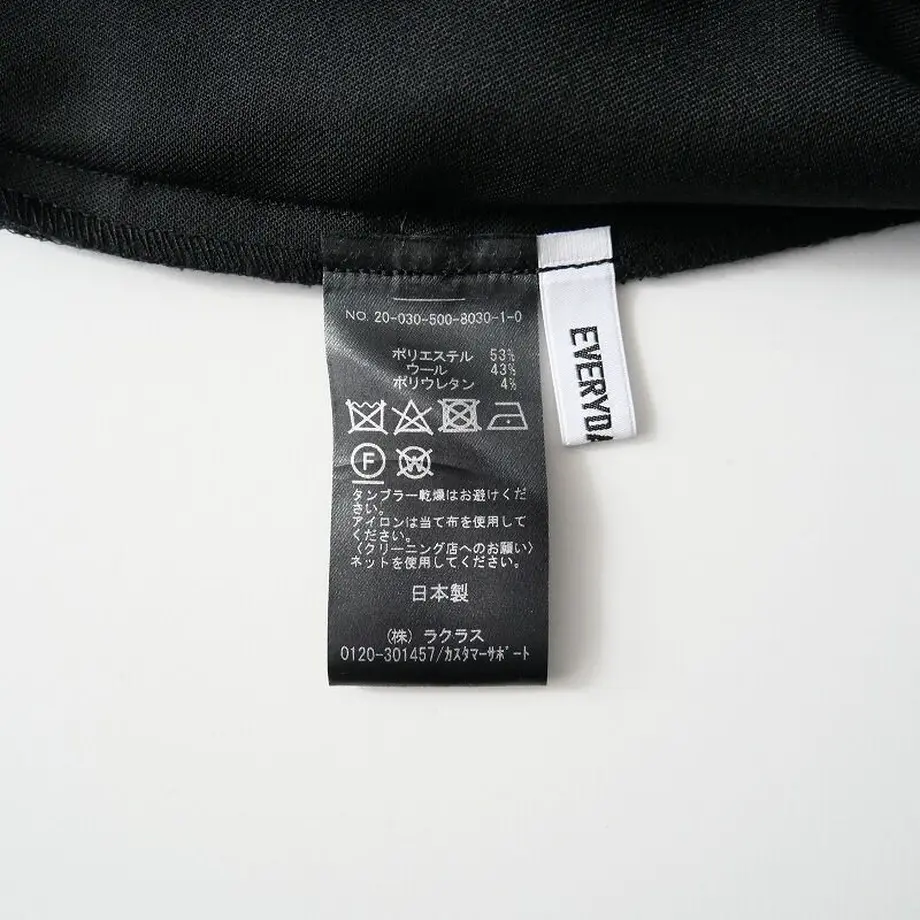 NO. 20-030-500-8030-1-0
ポリエステル 53%
ウール 43%
ポリウレタン 4%
F
W
タンブラー乾燥はお避けくだ
さい。
アイロンは当て布を使用して
ください。
〈クリーニング店へのお願い〉
ネットを使用してください。
日本製
(株) ラクラス
0120-301457/カスタマーサポート
EVERYDA